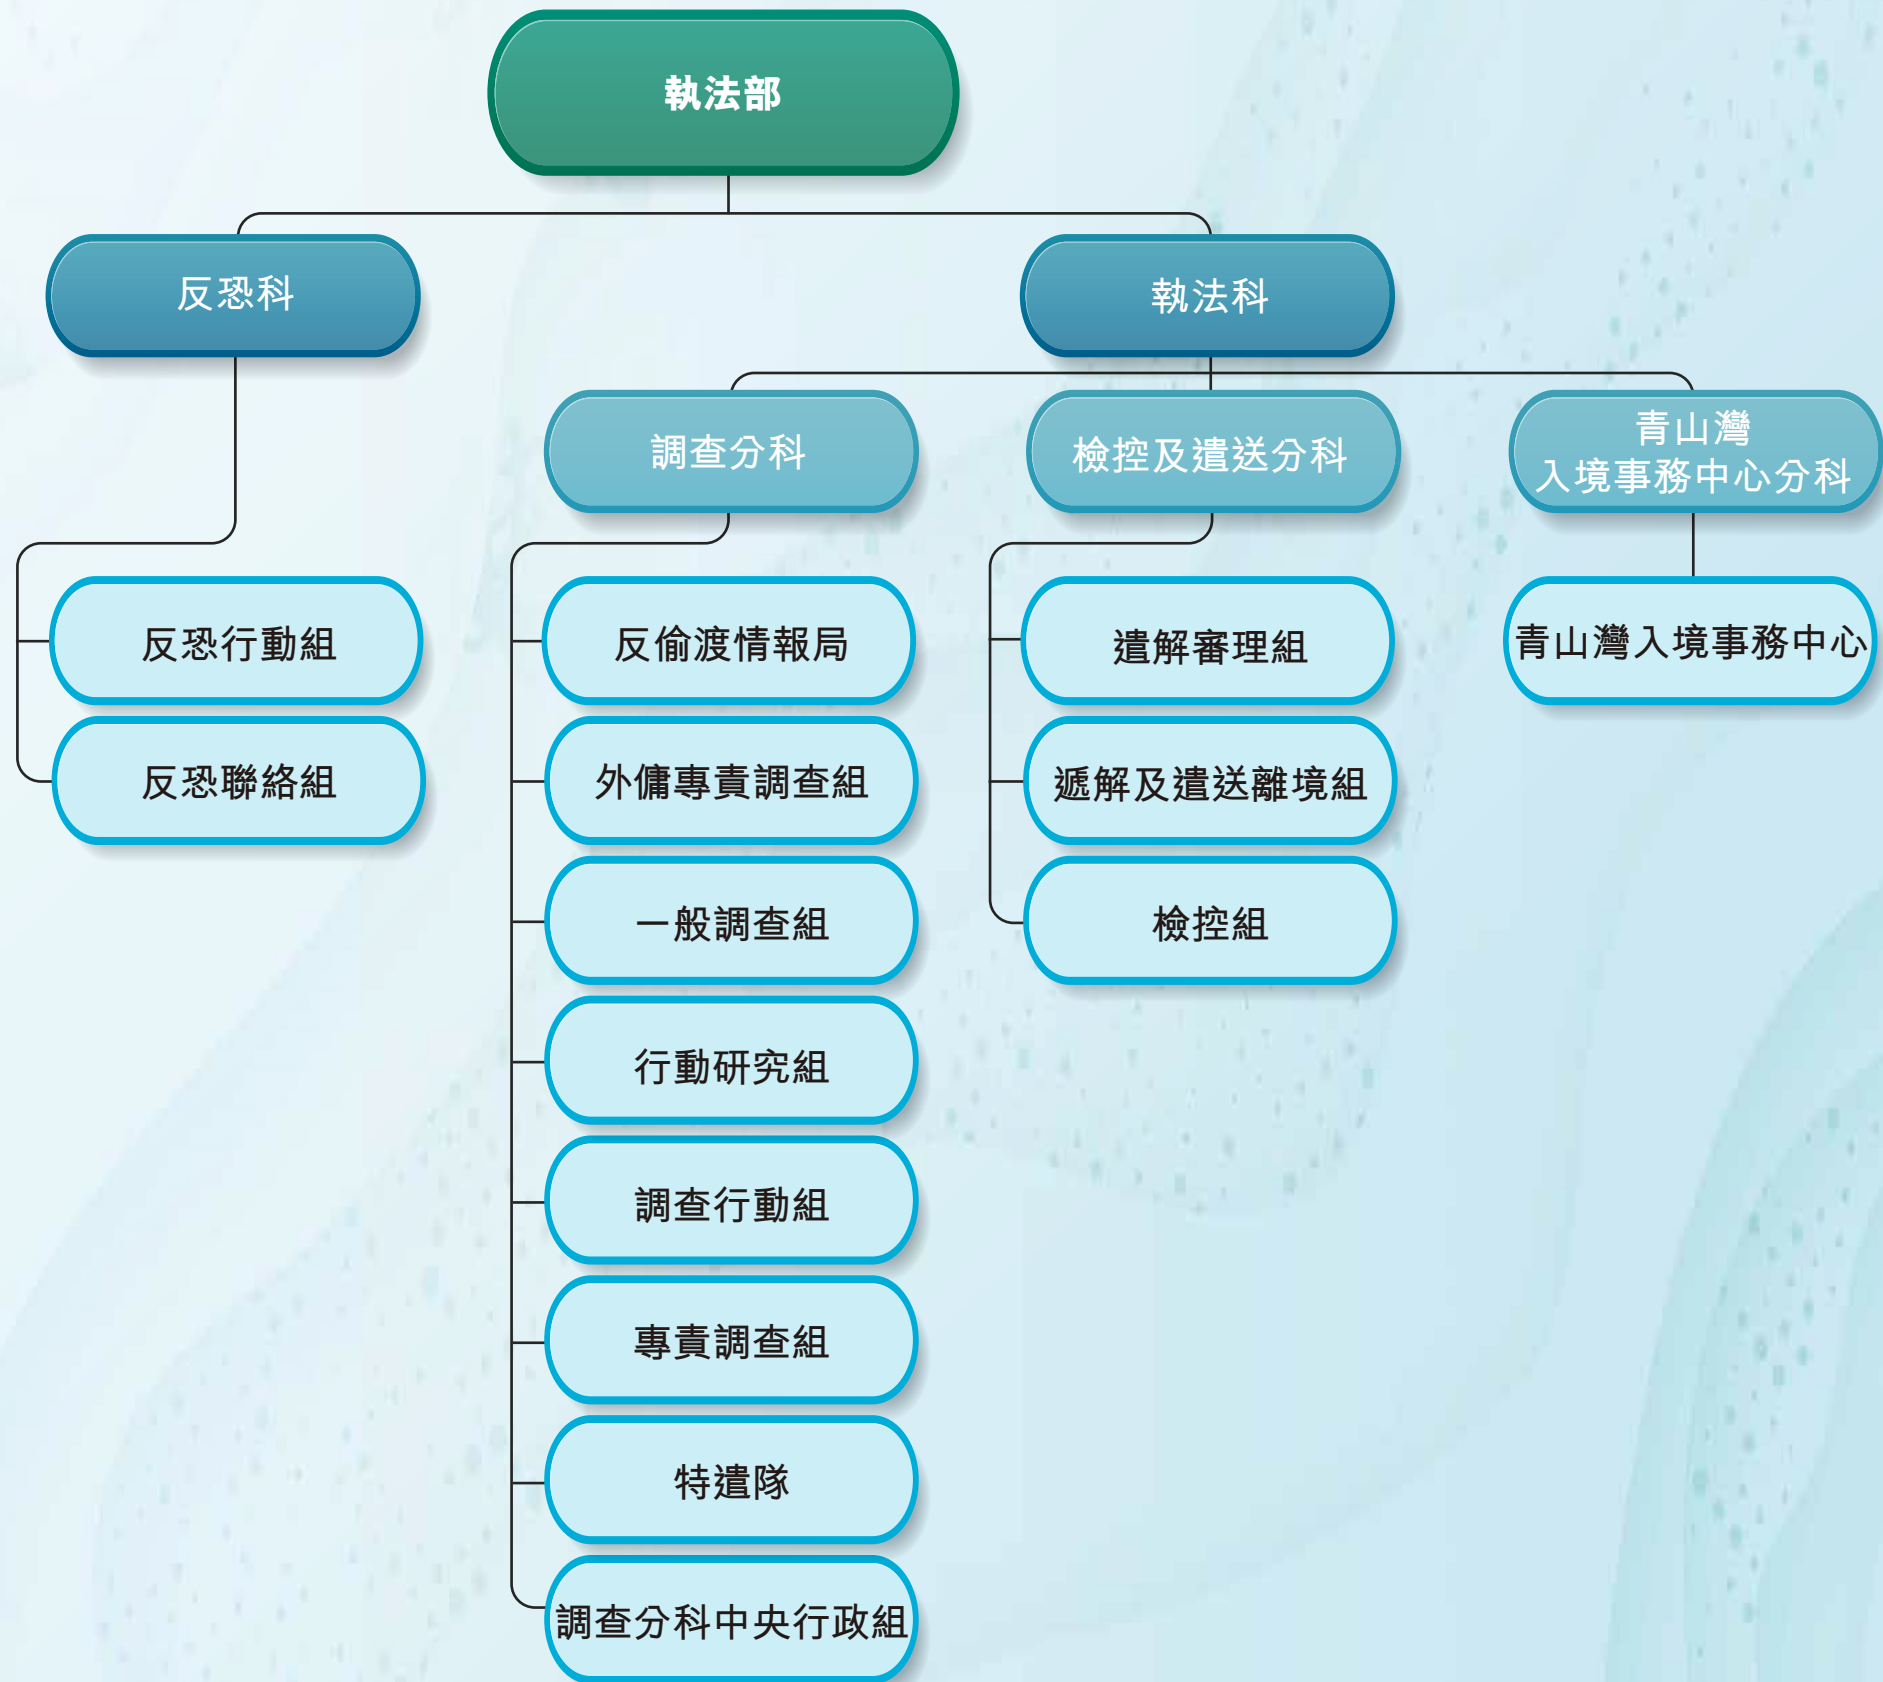 執法部
反恐科
執法科
調查分科
檢控及遣送分科
青山灣
入境事務中心分科
反恐行動組
反恐聯絡組
反偷渡情報局
外傭專責調查組
一般調查組
行動研究組
調查行動組
專責調查組
特遣隊
調查分科中央行政組
遣解審理組
遞解及遣送離境組
檢控組
青山灣入境事務中心